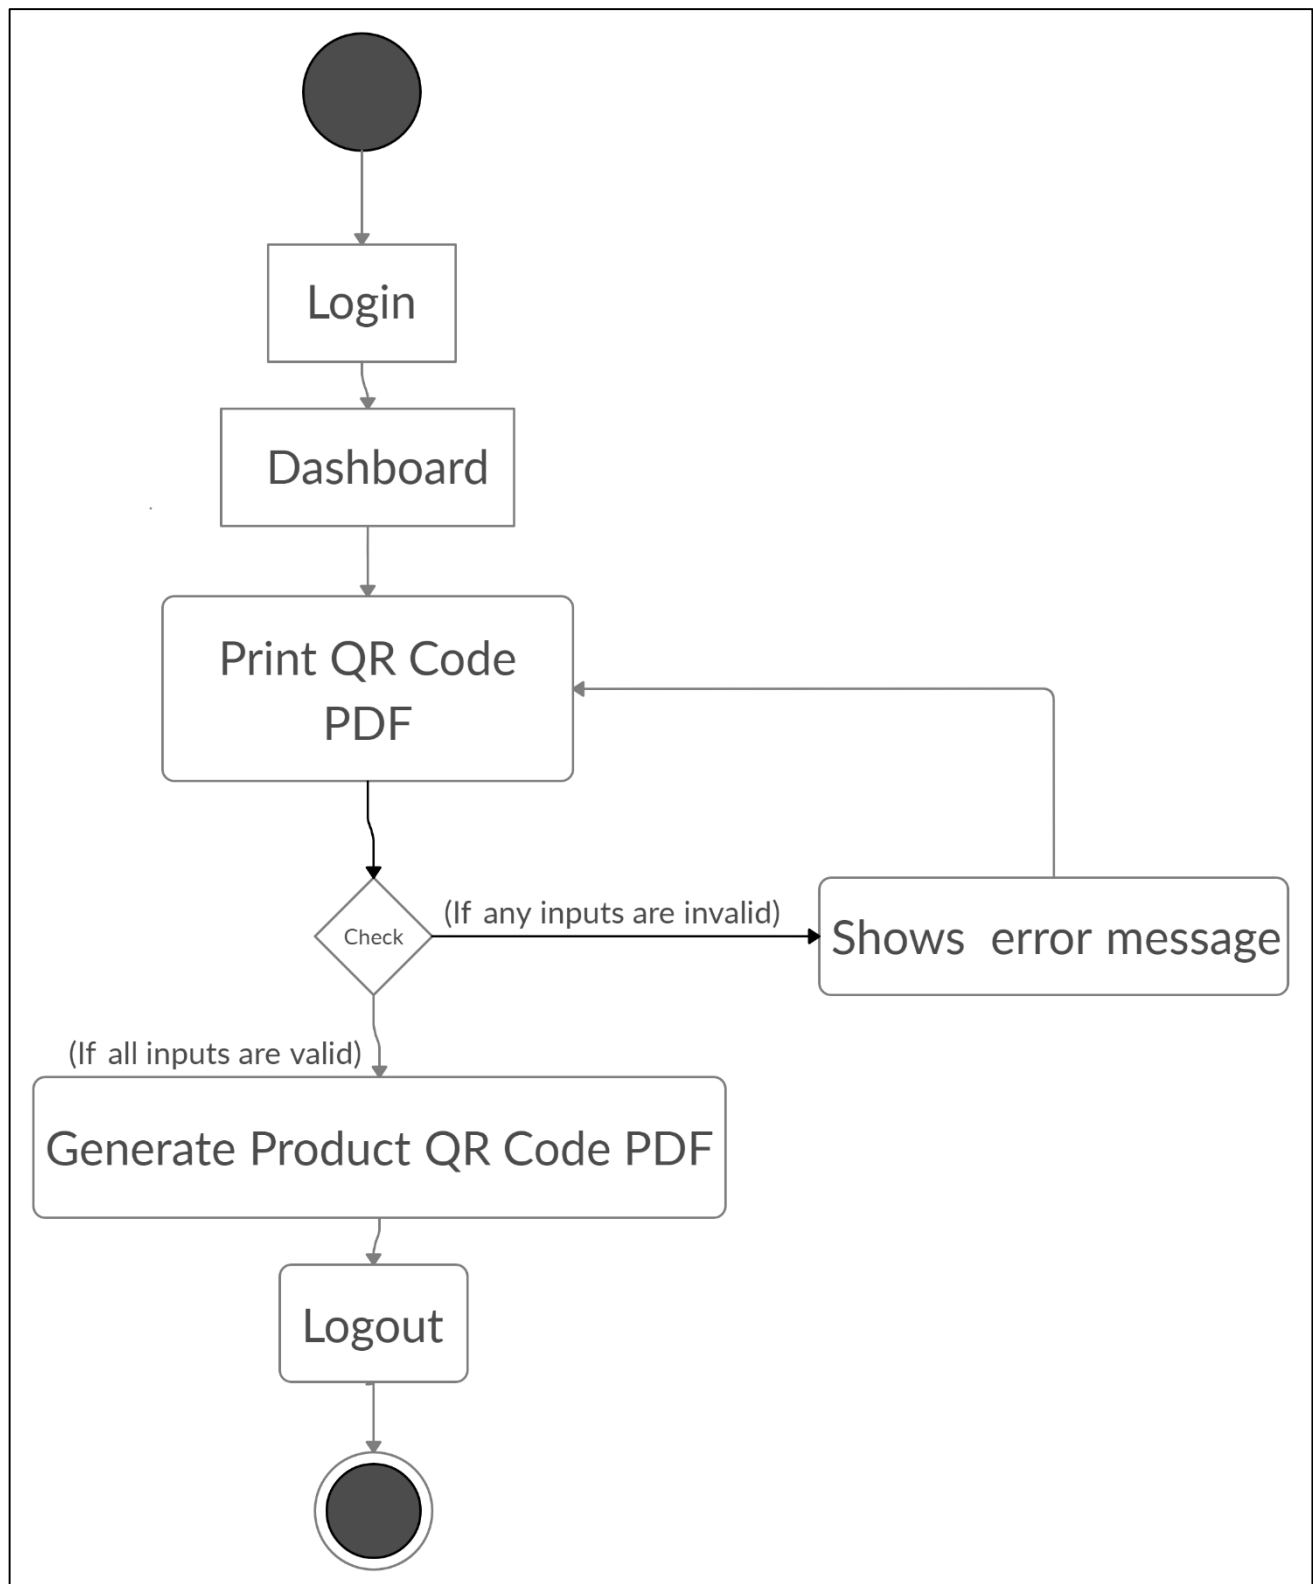 Login
Dashboard
Print QR Code
PDF
Check
(If any inputs are invalid)
Shows error message
(If all inputs are valid)
Generate Product QR Code PDF
Logout